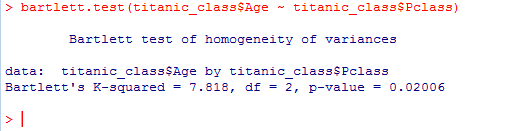 > bartlett.test(titanic_class$Age ~ titanic_class$Pclass)
Bartlett test of homogeneity of variances
data:  titanic_class$Age by titanic_class$Pclass
Bartlett's K-squared = 7.818, df = 2, p-value = 0.02006
>